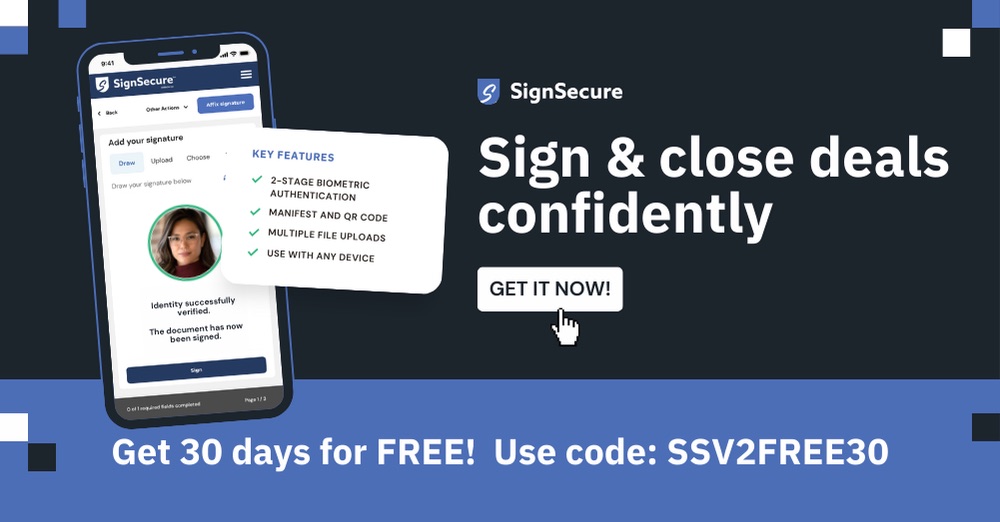 9:41
SignSecure
Back
Other Actions
Affix signature
Add your signature
Draw
Upload
Choose
Draw your signature below
Identity successfully
verified.
The document has now
been signed.
Sign
0 of 1 required fields completed
Page 1 / 3
KEY FEATURES
2-STAGE BIOMETRIC
AUTHENTICATION
MANIFEST AND QR CODE
MULTIPLE FILE UPLOADS
USE WITH ANY DEVICE
SignSecure
Sign & close deals
confidently
GET IT NOW!
Get 30 days for FREE! Use code: SSV2FREE30